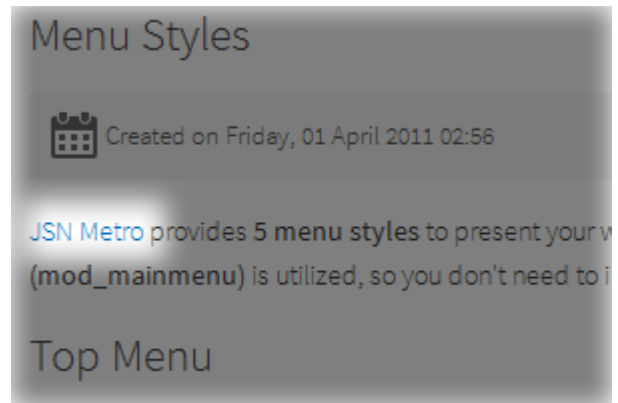 Menu Styles
Created on Friday, 01 April 2011 02:56
JSN Metro provides 5 menu styles to present your
(mod_mainmenu) is utilized, so you don't need to
Top Menu